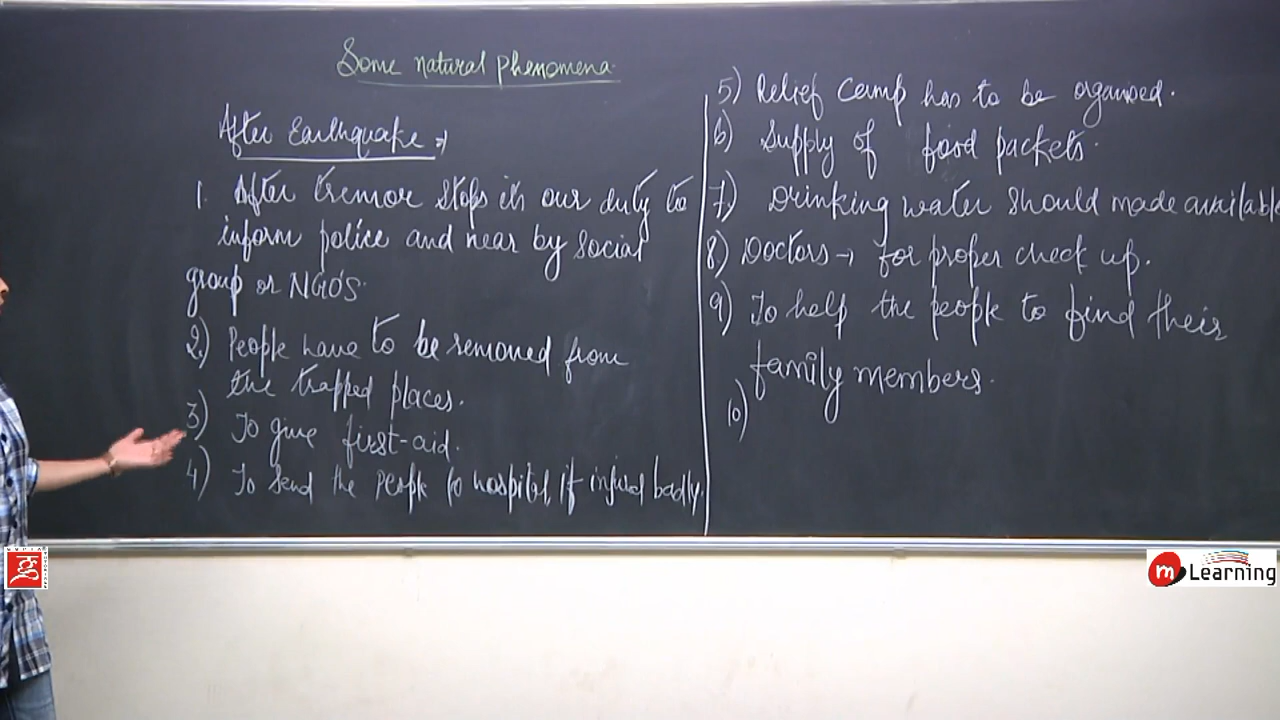 Some natural phenomena
After Earthquake →
1. After tremor stops its our duty to
inform police and near by social
group or NGO'S.
2.) People have to be removed from
the trapped places.
3) To give first-aid.
4) To send the people to hospital, if injured badly.
5) Relief camp has to be organised.
6) Supply of food packets.
7) Drinking water should made available
8) Doctors → for proper check up.
9) To help the people to find their
family members.
10)
GUPTA TUTORIALS
m Learning